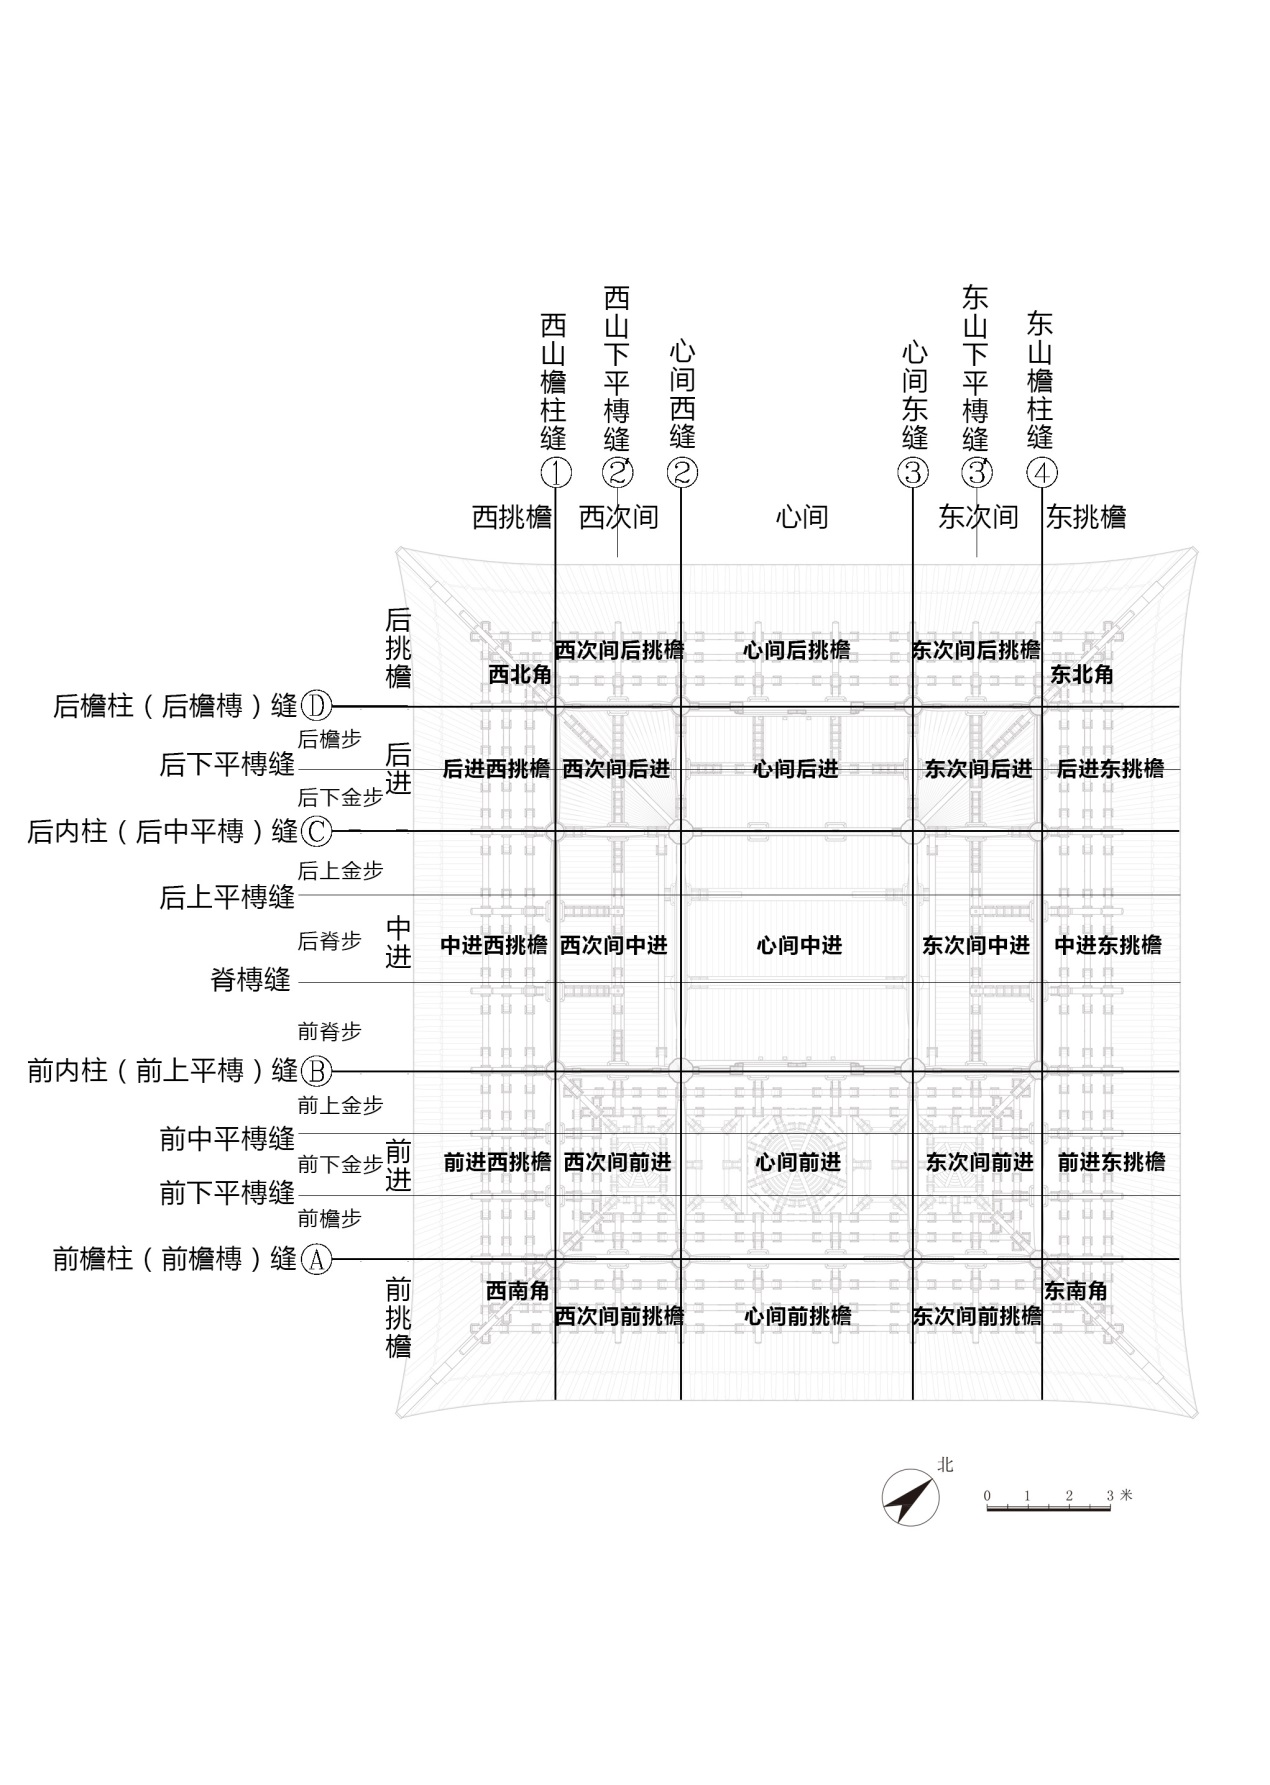 西山檐柱缝
西山下平槫缝
心间西缝
心间东缝
东山下平槫缝
东山檐柱缝
① ②' ② ③ ③' ④
西挑檐 西次间 心间 东次间 东挑檐
后挑檐
西次间后挑檐 心间后挑檐 东次间后挑檐
西北角 东北角
后檐柱（后檐槫）缝Ⓓ
后檐步
后进
后下平槫缝
后进西挑檐 西次间后进 心间后进 东次间后进 后进东挑檐
后下金步
后内柱（后中平槫）缝Ⓒ
后上金步
后上平槫缝
中进
后脊步
中进西挑檐 西次间中进 心间中进 东次间中进 中进东挑檐
脊槫缝
前脊步
前内柱（前上平槫）缝Ⓑ
前上金步
前中平槫缝
前进
前下金步
前进西挑檐 西次间前进 心间前进 东次间前进 前进东挑檐
前下平槫缝
前檐步
前檐柱（前檐槫）缝Ⓐ
前挑檐
西南角 东南角
西次间前挑檐 心间前挑檐 东次间前挑檐
北
0 1 2 3 米